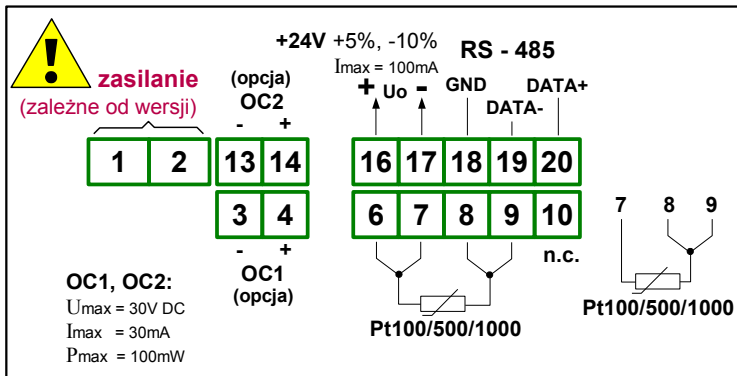 !
zasilanie
(zależne od wersji)
(opcja)
OC2
- +
+24V +5%, -10%
Imax = 100mA
+ Uo -
RS - 485
GND
DATA-
DATA+
1 2 13 14 16 17 18 19 20
3 4 6 7 8 9 10
- +
OC1
(opcja)
n.c.
Pt100/500/1000
7 8 9
Pt100/500/1000
OC1, OC2:
Umax = 30V DC
Imax = 30mA
Pmax = 100mW